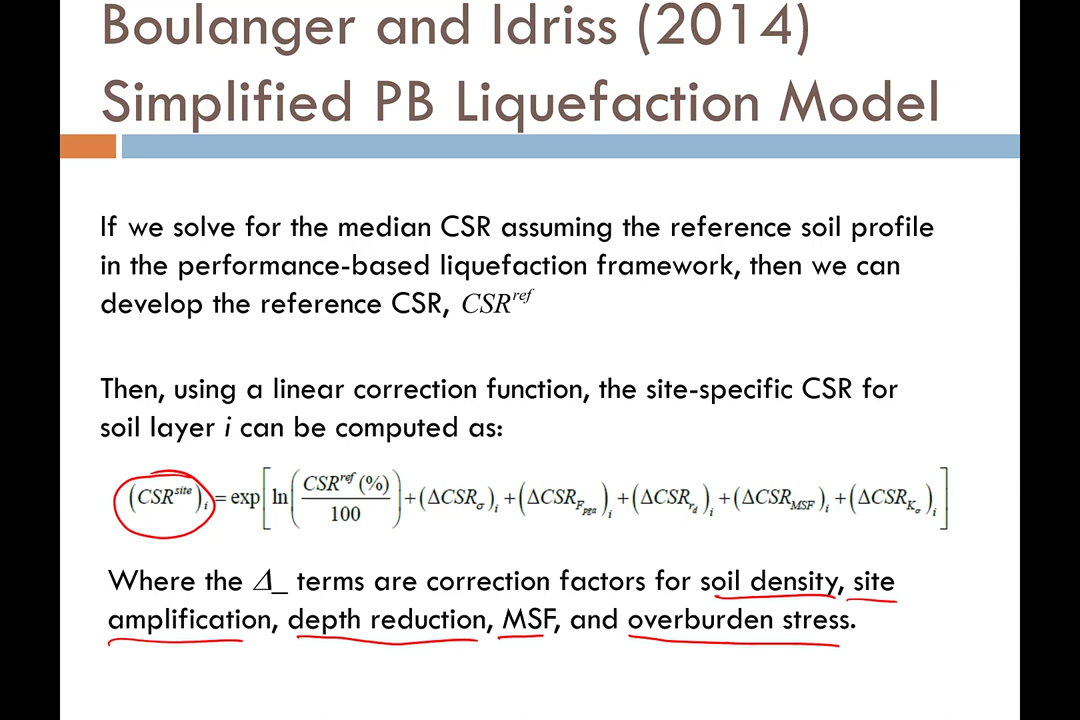 Boulanger and Idriss (2014)
Simplified PB Liquefaction Model
If we solve for the median CSR assuming the reference soil profile
in the performance-based liquefaction framework, then we can
develop the reference CSR, CSR^ref
Then, using a linear correction function, the site-specific CSR for
soil layer i can be computed as:
(CSR^site)_i = exp[ln(CSR^ref (%)/100) + (ΔCSR_σ)_i + (ΔCSR_F_pga)_i + (ΔCSR_r_d)_i + (ΔCSR_MSF)_i + (ΔCSR_K_σ)_i]
Where the Δ_ terms are correction factors for soil density, site
amplification, depth reduction, MSF, and overburden stress.